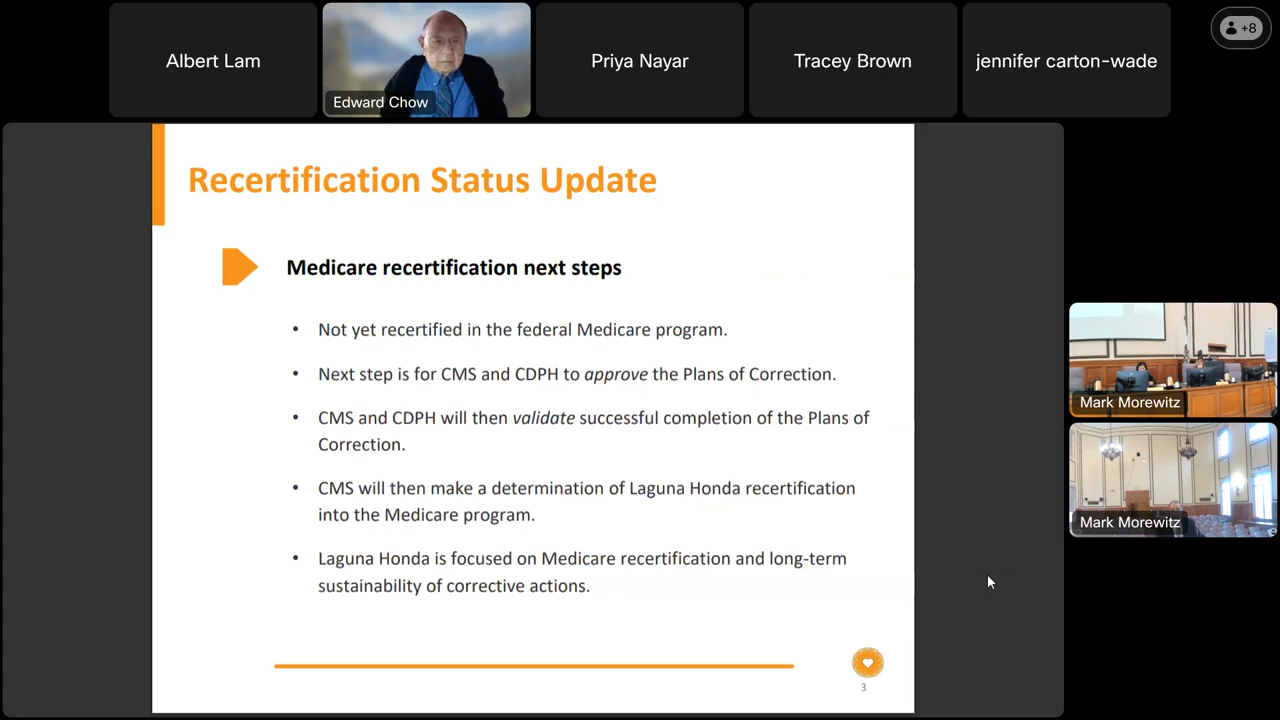 Albert Lam
Edward Chow
Priya Nayar
Tracey Brown
jennifer carton-wade
+8
Recertification Status Update
Medicare recertification next steps
• Not yet recertified in the federal Medicare program.
• Next step is for CMS and CDPH to approve the Plans of Correction.
• CMS and CDPH will then validate successful completion of the Plans of
Correction.
• CMS will then make a determination of Laguna Honda recertification
into the Medicare program.
• Laguna Honda is focused on Medicare recertification and long-term
sustainability of corrective actions.
3
Mark Morewitz
Mark Morewitz